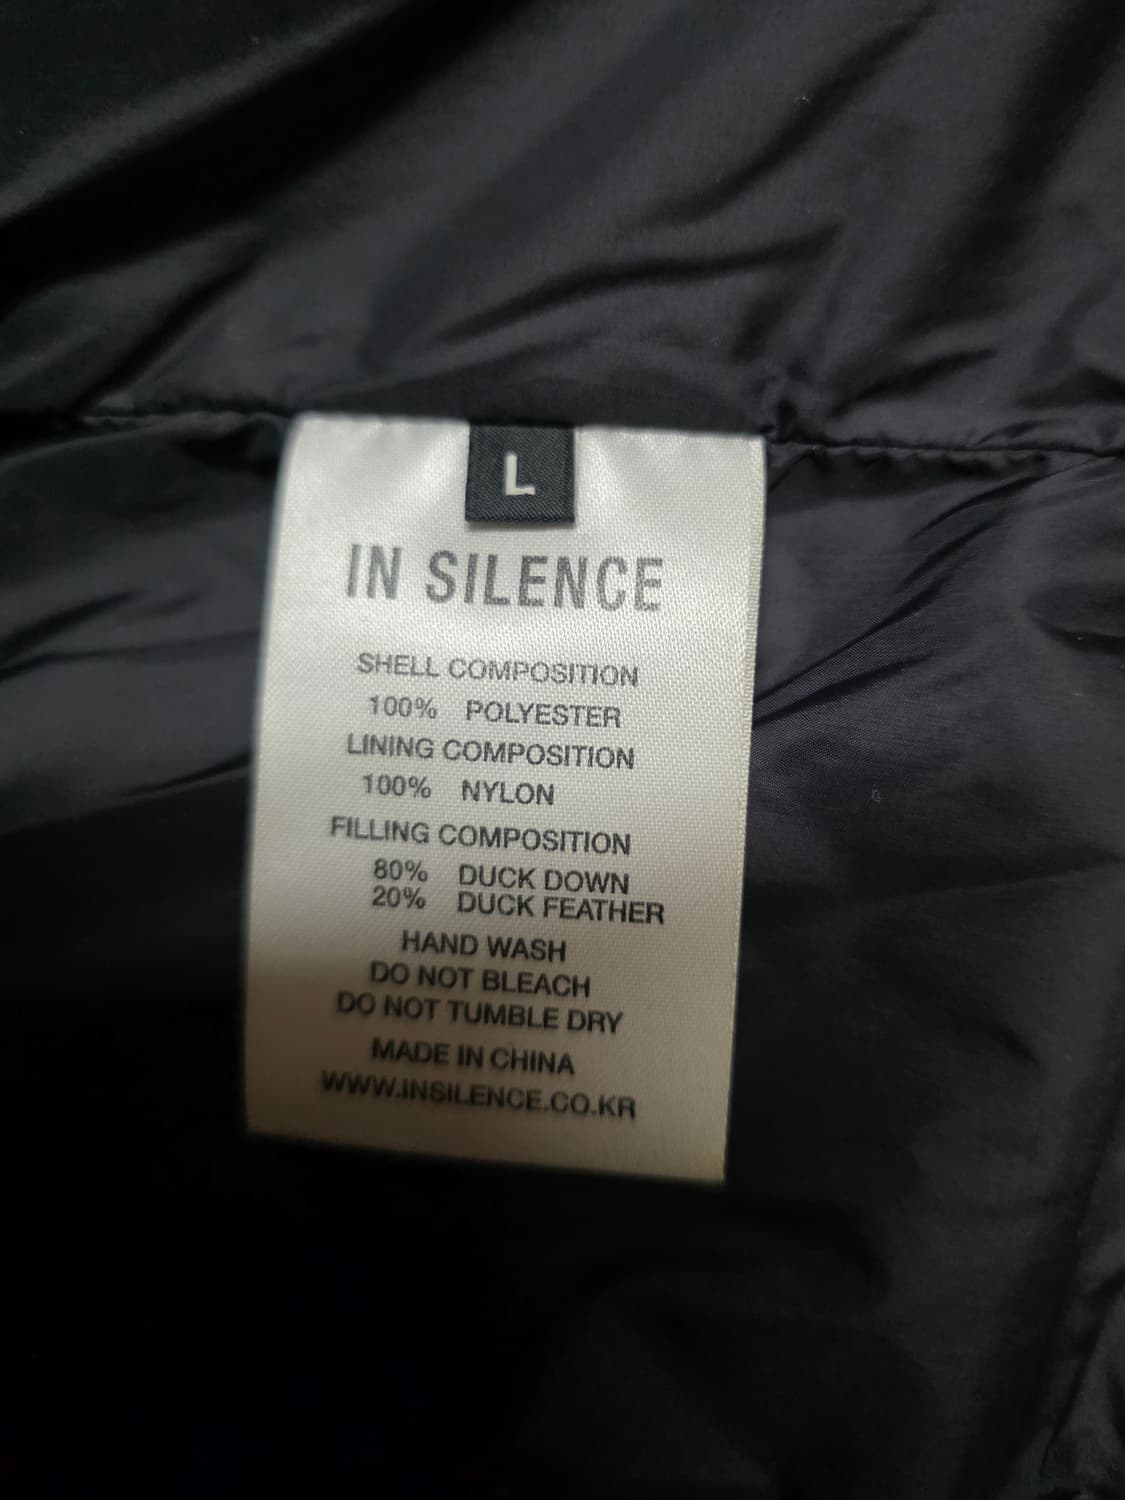 L
IN SILENCE
SHELL COMPOSITION
100% POLYESTER
LINING COMPOSITION
100% NYLON
FILLING COMPOSITION
80% DUCK DOWN
20% DUCK FEATHER
HAND WASH
DO NOT BLEACH
DO NOT TUMBLE DRY
MADE IN CHINA
WWW.INSILENCE.CO.KR